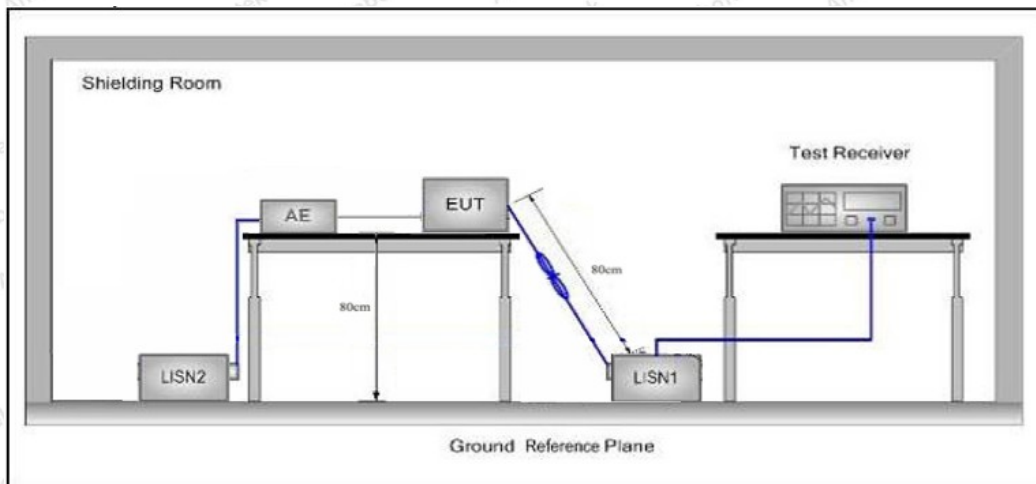 Shielding Room
Test Receiver
AE
EUT
80cm
80cm
LISN2
LISN1
Ground Reference Plane